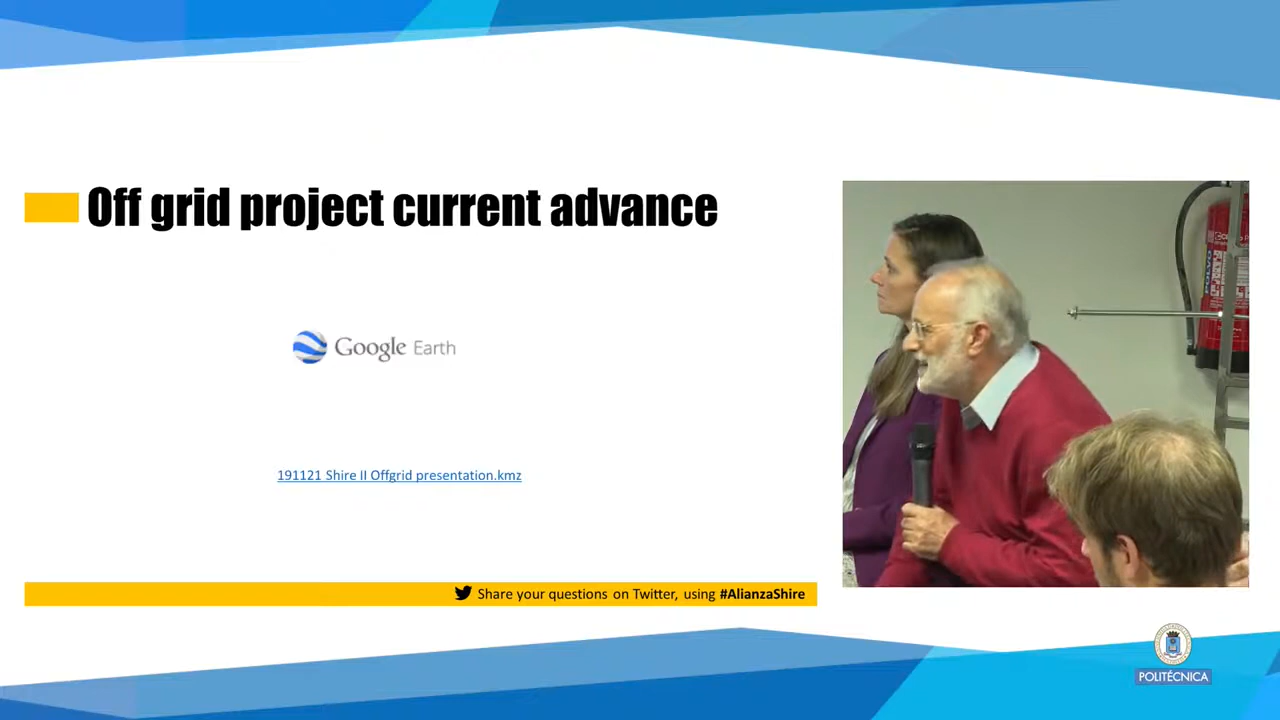 Off grid project current advance
Google Earth
191121 Shire II Offgrid presentation.kmz
Share your questions on Twitter, using #AlianzaShire
POLVO
POLITÉCNICA